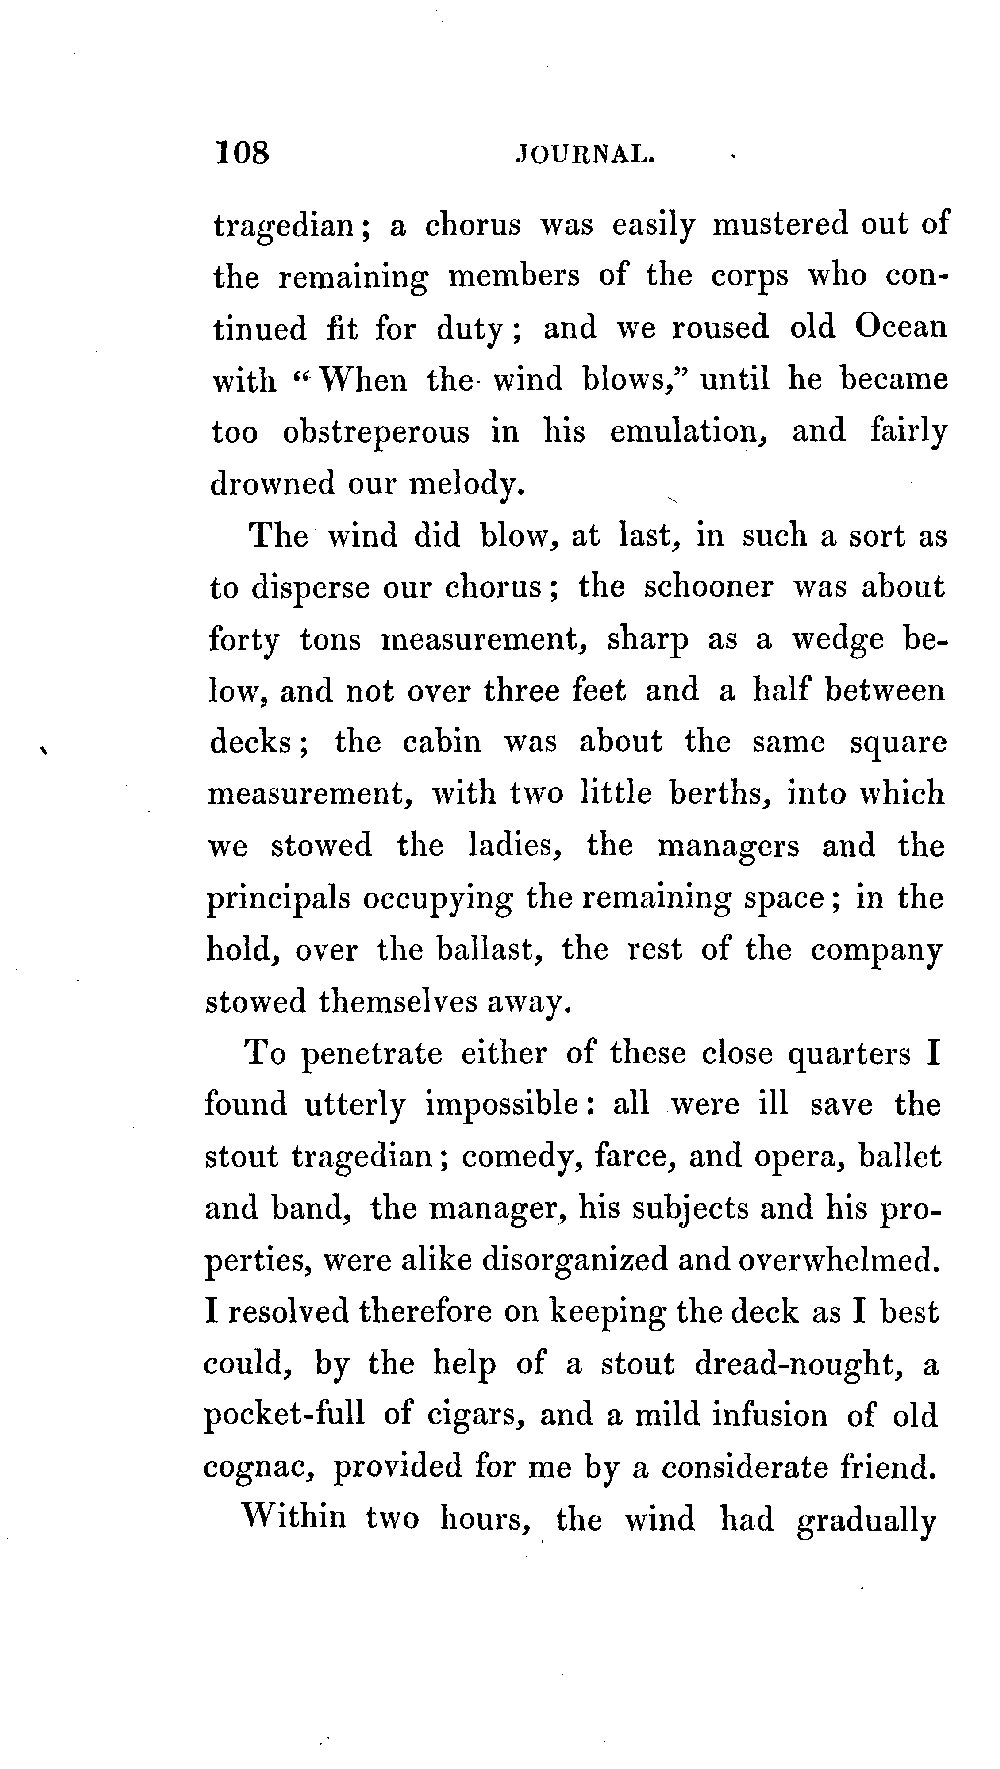 108 JOURNAL.
tragedian; a chorus was easily mustered out of
the remaining members of the corps who con-
tinued fit for duty; and we roused old Ocean
with "When the wind blows," until he became
too obstreperous in his emulation, and fairly
drowned our melody.
The wind did blow, at last, in such a sort as
to disperse our chorus; the schooner was about
forty tons measurement, sharp as a wedge be-
low, and not over three feet and a half between
decks; the cabin was about the same square
measurement, with two little berths, into which
we stowed the ladies, the managers and the
principals occupying the remaining space; in the
hold, over the ballast, the rest of the company
stowed themselves away.
To penetrate either of these close quarters I
found utterly impossible: all were ill save the
stout tragedian; comedy, farce, and opera, ballet
and band, the manager, his subjects and his pro-
perties, were alike disorganized and overwhelmed.
I resolved therefore on keeping the deck as I best
could, by the help of a stout dread-nought, a
pocket-full of cigars, and a mild infusion of old
cognac, provided for me by a considerate friend.
Within two hours, the wind had gradually